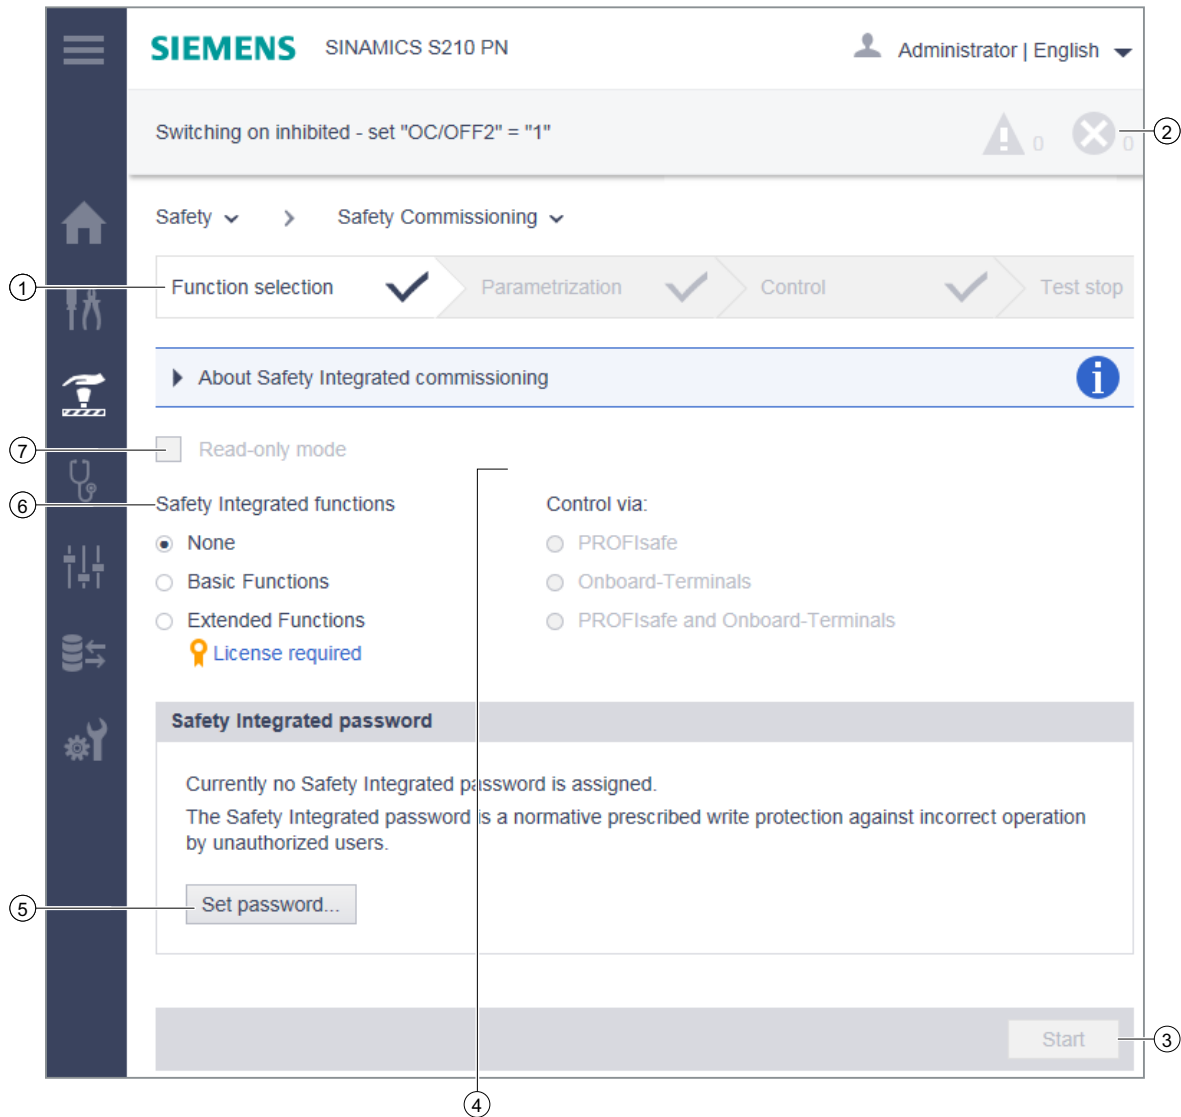 SIEMENS SINAMICS S210 PN Administrator | English
Switching on inhibited - set "OC/OFF2" = "1" 0 0 2
Safety > Safety Commissioning
1 Function selection Parametrization Control Test stop
About Safety Integrated commissioning i
7 Read-only mode
6 Safety Integrated functions Control via:
None PROFIsafe
Basic Functions Onboard-Terminals
Extended Functions PROFIsafe and Onboard-Terminals
License required
Safety Integrated password
Currently no Safety Integrated password is assigned.
The Safety Integrated password is a normative prescribed write protection against incorrect operation
by unauthorized users.
5 Set password...
Start 3
4